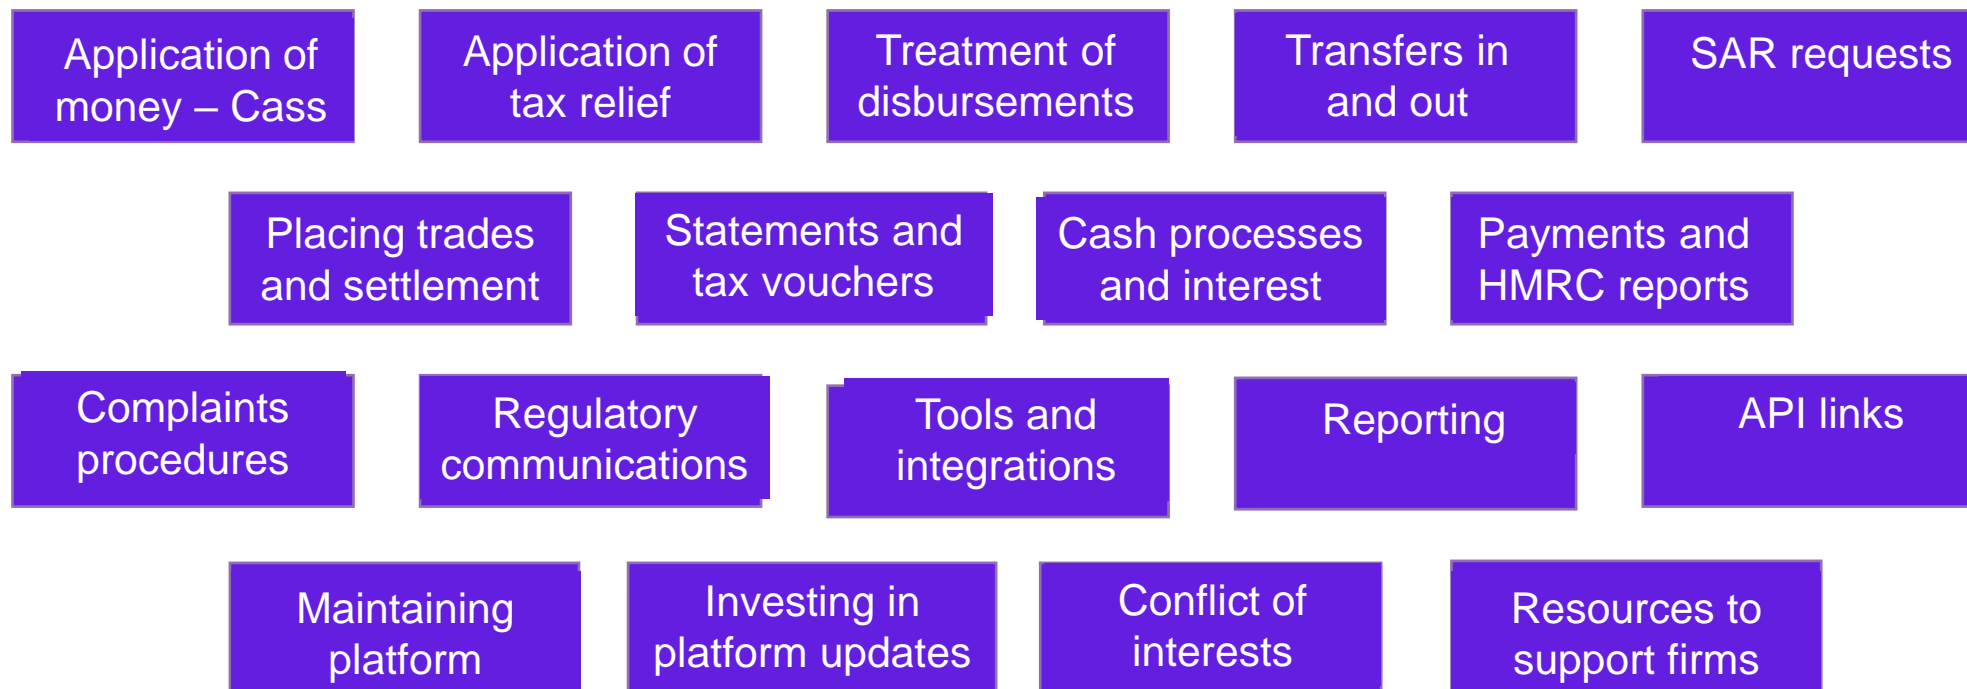 Application of
money – Cass
Application of
tax relief
Treatment of
disbursements
Transfers in
and out
SAR requests
Placing trades
and settlement
Statements and
tax vouchers
Cash processes
and interest
Payments and
HMRC reports
Complaints
procedures
Regulatory
communications
Tools and
integrations
Reporting
API links
Maintaining
platform
Investing in
platform updates
Conflict of
interests
Resources to
support firms